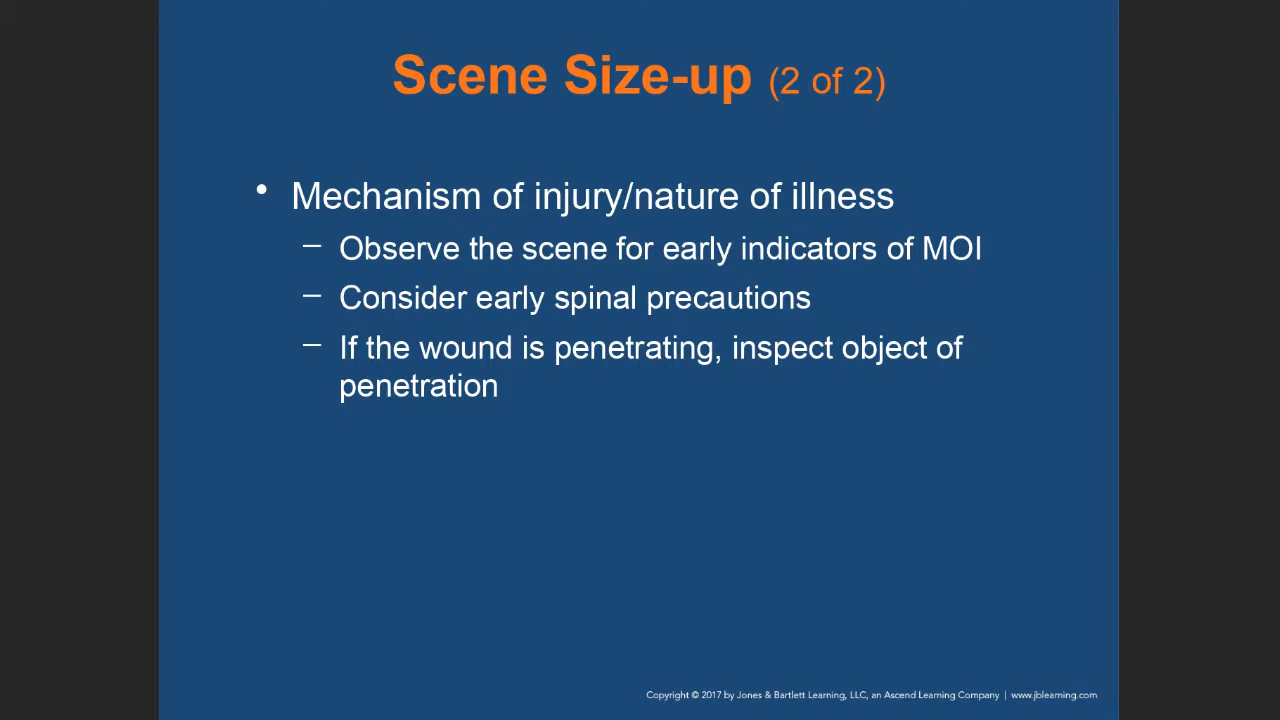 Scene Size-up (2 of 2)
• Mechanism of injury/nature of illness
– Observe the scene for early indicators of MOI
– Consider early spinal precautions
– If the wound is penetrating, inspect object of
penetration
Copyright © 2017 by Jones & Bartlett Learning, LLC, an Ascend Learning Company | www.jblearning.com